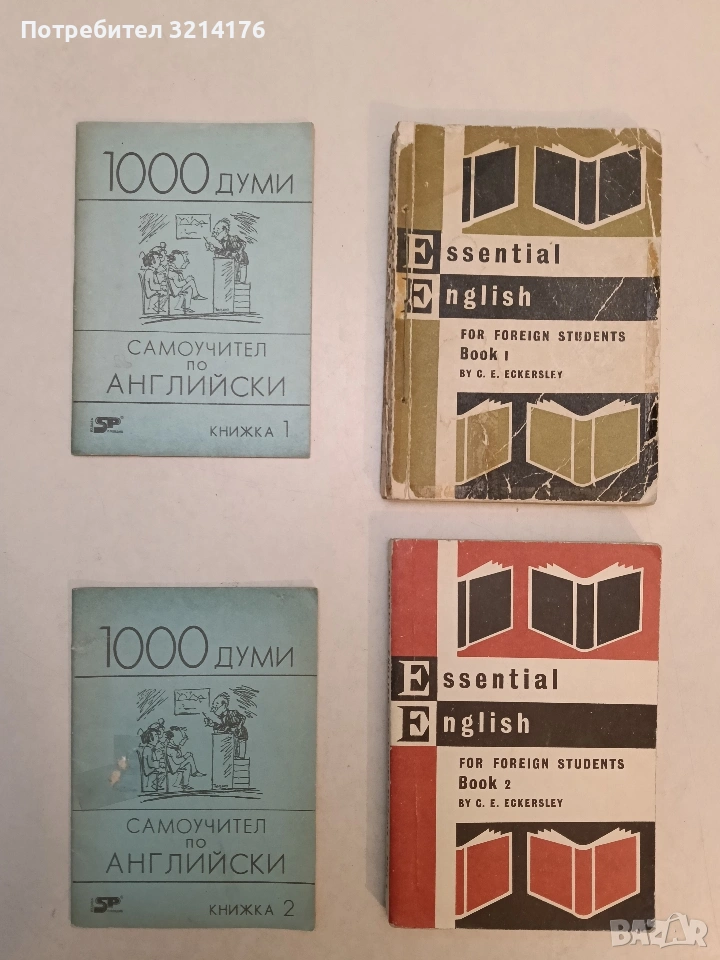 Потребител 3214176
1000 ДУМИ
САМОУЧИТЕЛ
ПО
АНГЛИЙСКИ
SP
КНИЖКА 1
Essential
English
FOR FOREIGN STUDENTS
Book 1
BY C. E. ECKERSLEY
1000 ДУМИ
САМОУЧИТЕЛ
ПО
АНГЛИЙСКИ
SP
КНИЖКА 2
Essential
English
FOR FOREIGN STUDENTS
Book 2
BY C. E. ECKERSLEY
BAZAR